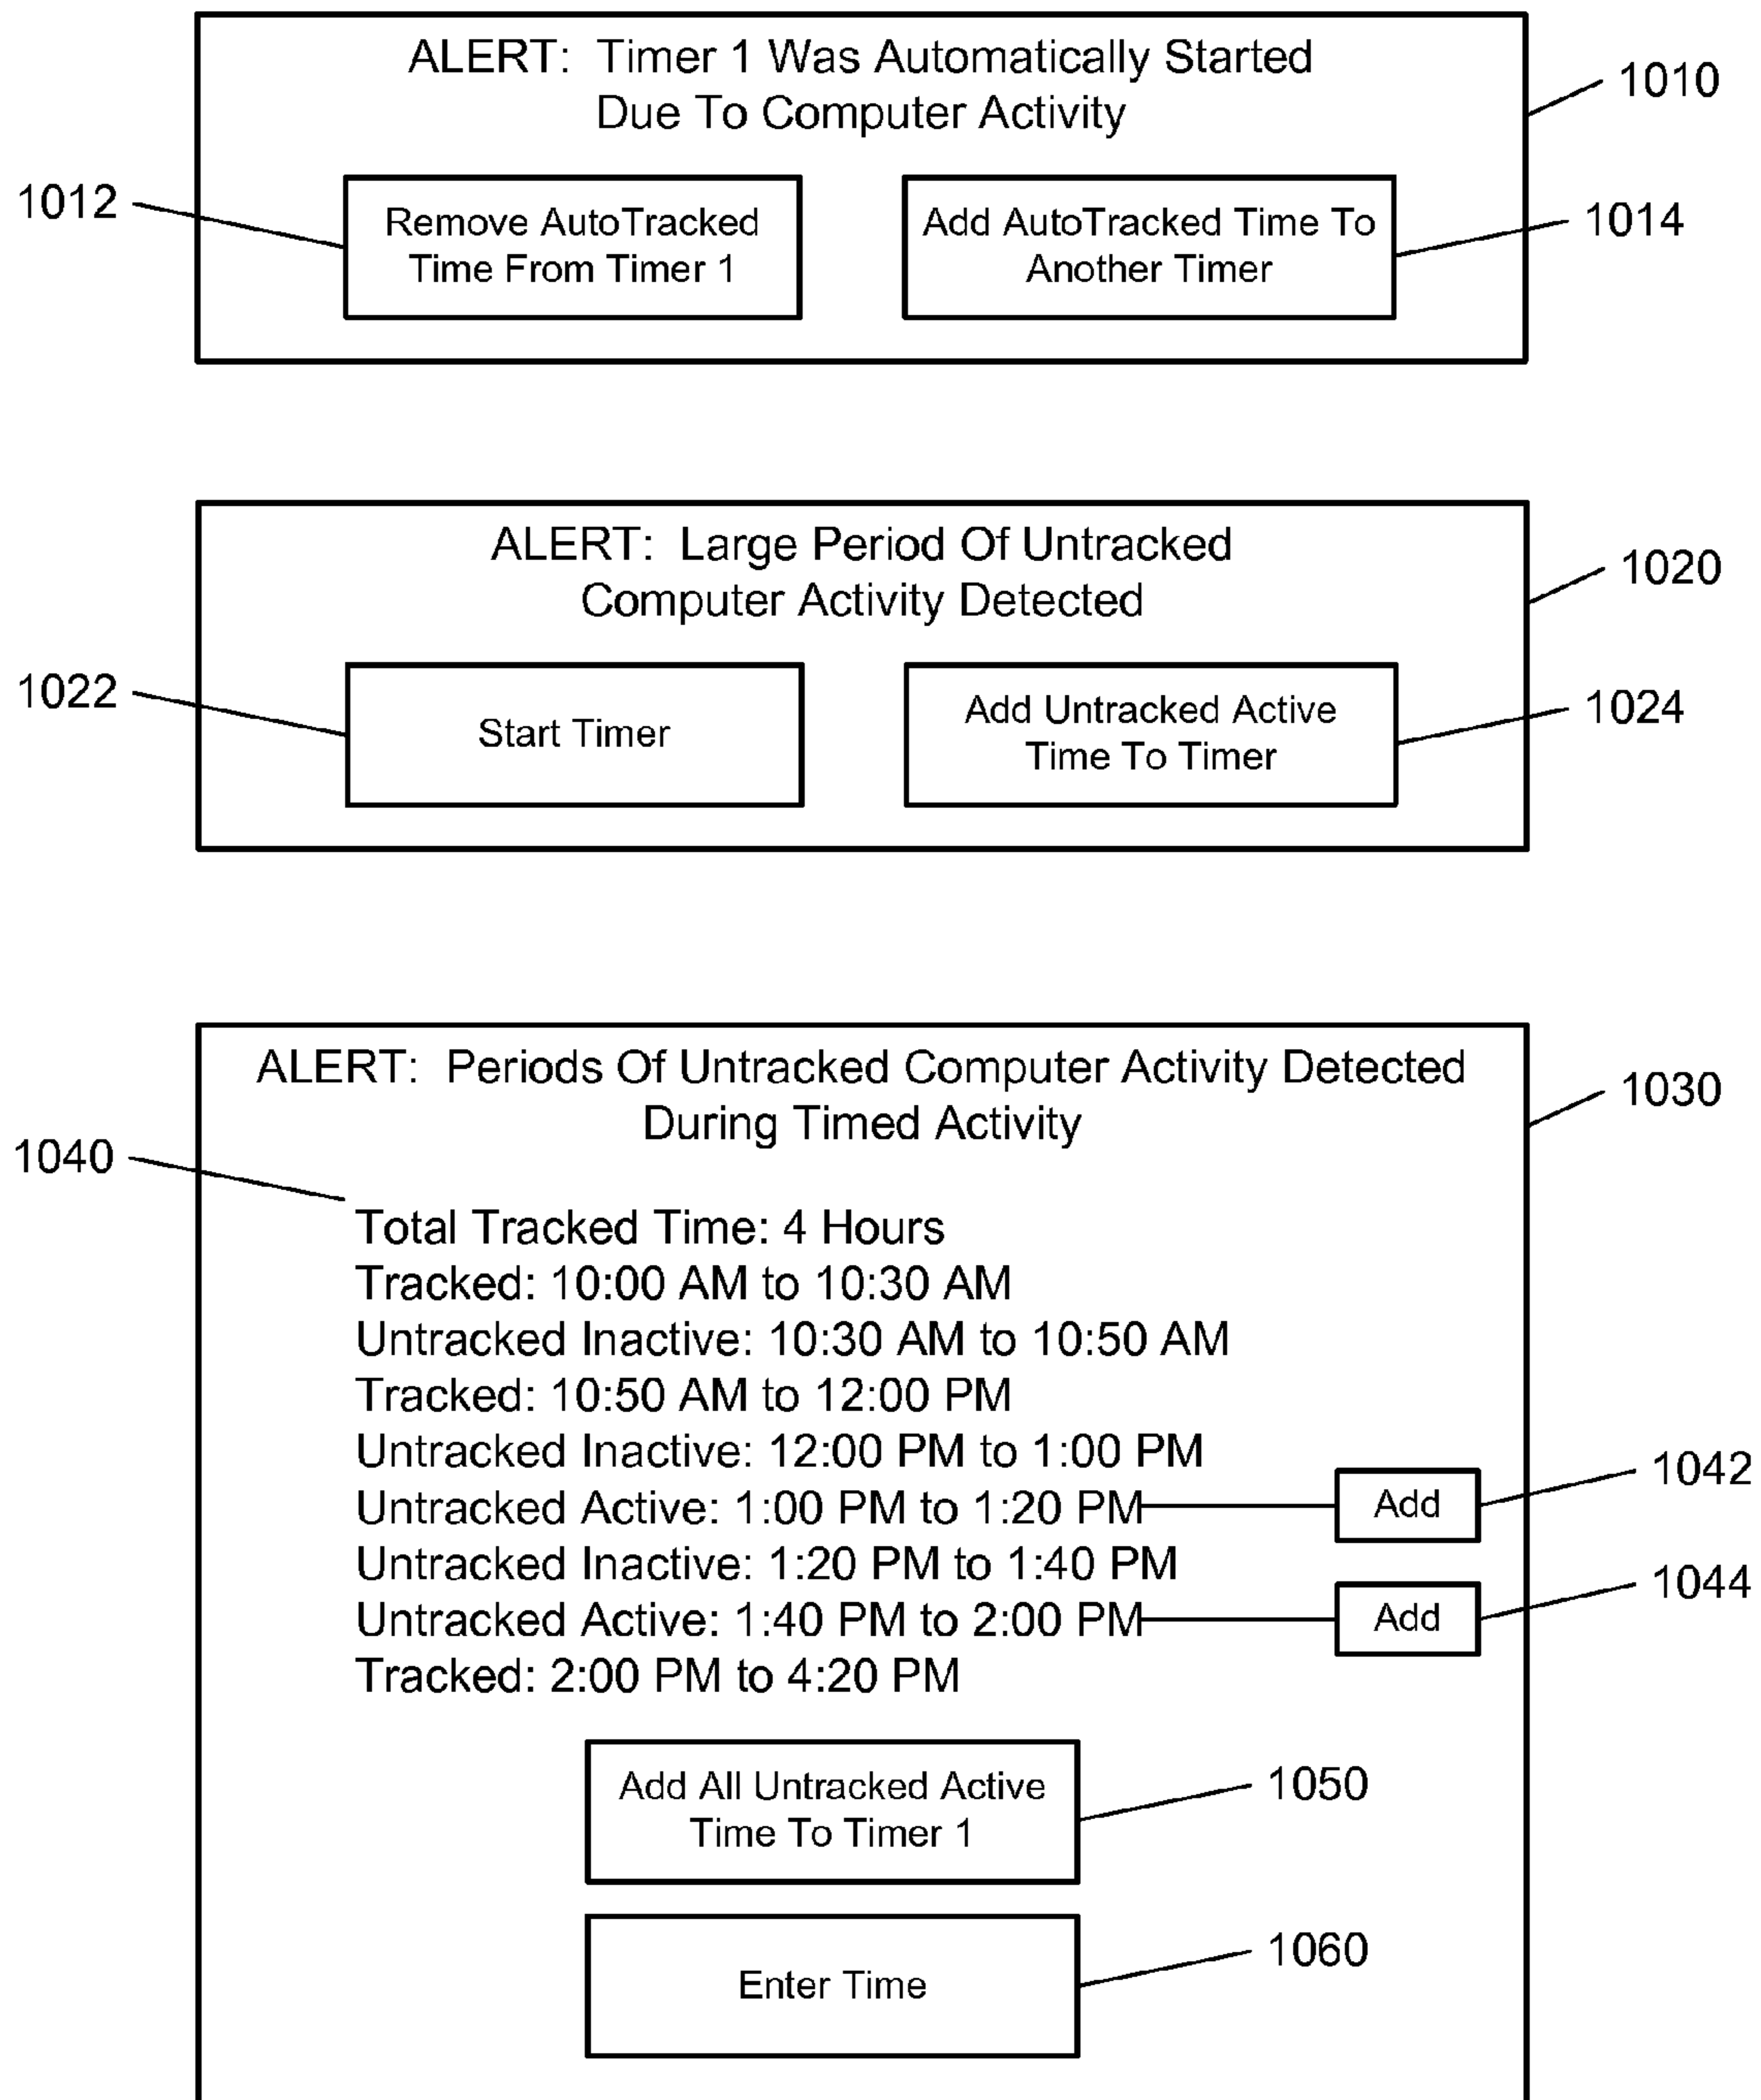 ALERT: Timer 1 Was Automatically Started
Due To Computer Activity
1010
1012
Remove AutoTracked
Time From Timer 1
Add AutoTracked Time To
Another Timer
1014
ALERT: Large Period Of Untracked
Computer Activity Detected
1020
1022
Start Timer
Add Untracked Active
Time To Timer
1024
ALERT: Periods Of Untracked Computer Activity Detected
During Timed Activity
1030
1040
Total Tracked Time: 4 Hours
Tracked: 10:00 AM to 10:30 AM
Untracked Inactive: 10:30 AM to 10:50 AM
Tracked: 10:50 AM to 12:00 PM
Untracked Inactive: 12:00 PM to 1:00 PM
Untracked Active: 1:00 PM to 1:20 PM
Add
1042
Untracked Inactive: 1:20 PM to 1:40 PM
Untracked Active: 1:40 PM to 2:00 PM
Add
1044
Tracked: 2:00 PM to 4:20 PM
Add All Untracked Active
Time To Timer 1
1050
Enter Time
1060